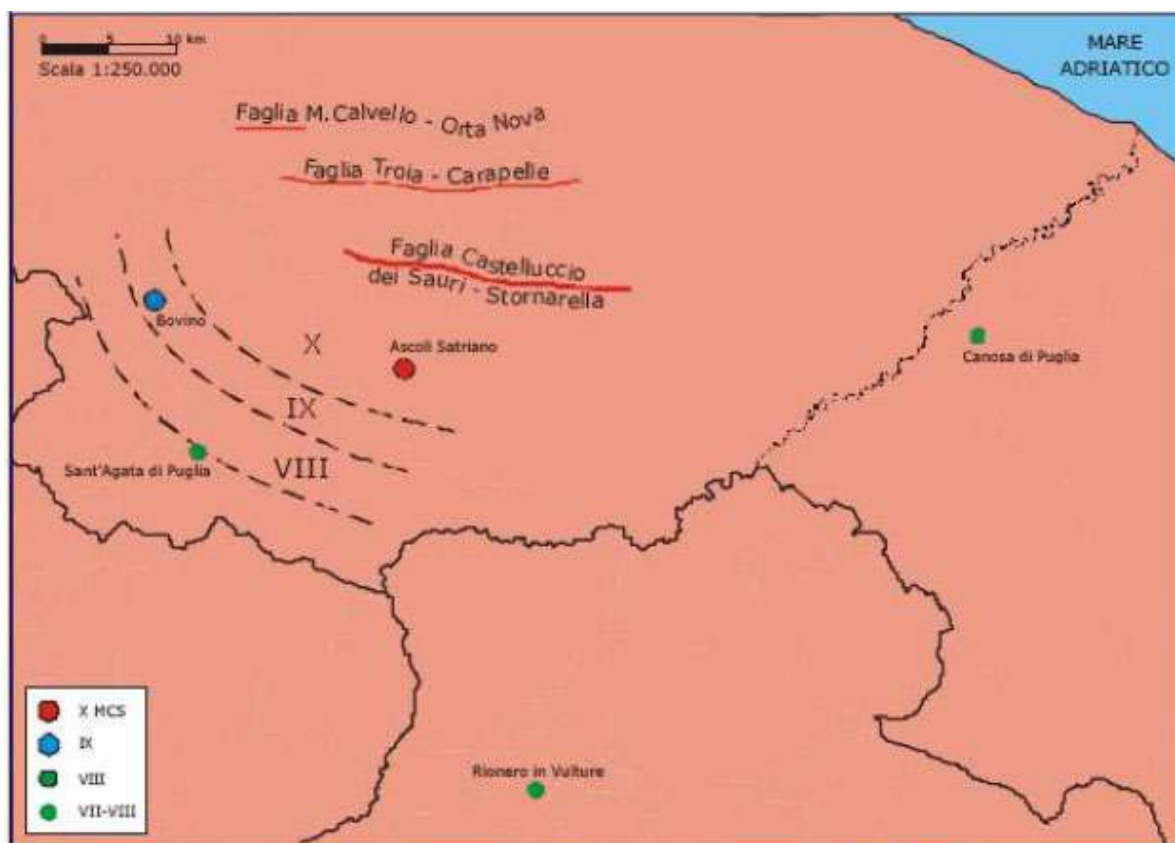 0 5 10 km
Scala 1:250.000
MARE
ADRIATICO
Faglia M. Calvello - Orta Nova
Faglia Troia - Carapelle
Faglia Castelluccio
dei Sauri - Stornarella
Bovino
X
Ascoli Satriano
Canosa di Puglia
IX
Sant'Agata di Puglia
VIII
Rionero in Vulture
X MCS
IX
VIII
VII-VIII